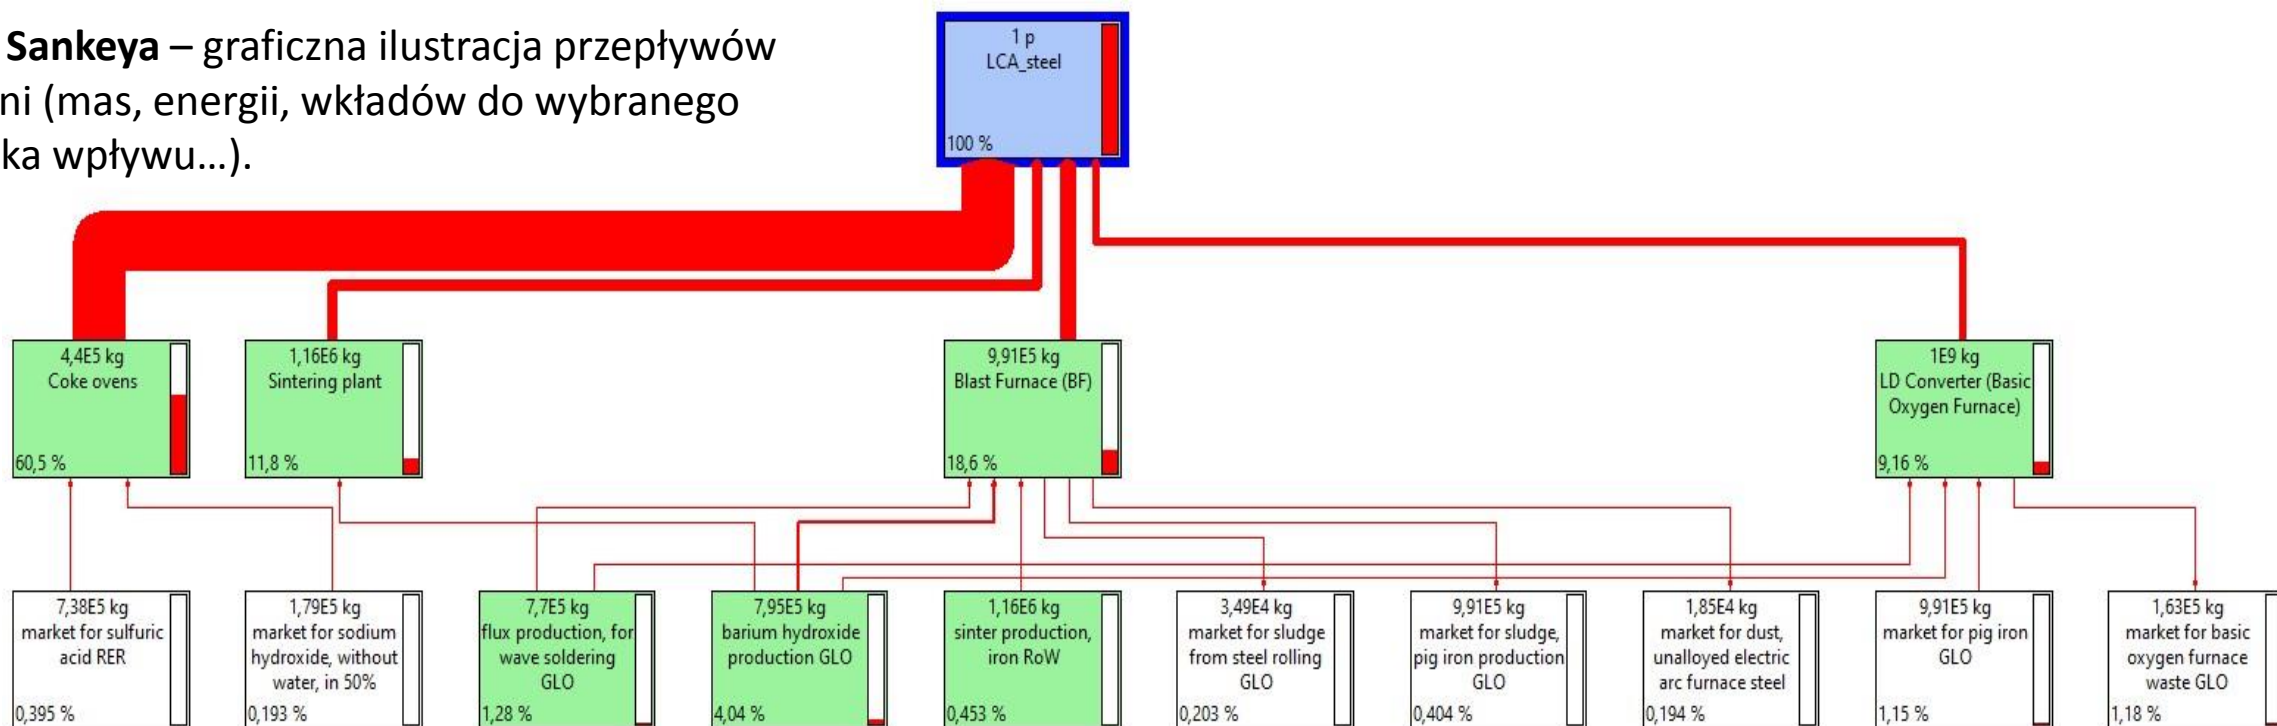 Sankeya – graficzna ilustracja przepływów
ni (mas, energii, wkładów do wybranego
ka wpływu…).
1 p
LCA_steel
100 %
4,4E5 kg
Coke ovens
60,5 %
1,16E6 kg
Sintering plant
11,8 %
9,91E5 kg
Blast Furnace (BF)
18,6 %
1E9 kg
LD Converter (Basic
Oxygen Furnace)
9,16 %
7,38E5 kg
market for sulfuric
acid RER
0,395 %
1,79E5 kg
market for sodium
hydroxide, without
water, in 50%
0,193 %
7,7E5 kg
flux production, for
wave soldering
GLO
1,28 %
7,95E5 kg
barium hydroxide
production GLO
4,04 %
1,16E6 kg
sinter production,
iron RoW
0,453 %
3,49E4 kg
market for sludge
from steel rolling
GLO
0,203 %
9,91E5 kg
market for sludge,
pig iron production
GLO
0,404 %
1,85E4 kg
market for dust,
unalloyed electric
arc furnace steel
0,194 %
9,91E5 kg
market for pig iron
GLO
1,15 %
1,63E5 kg
market for basic
oxygen furnace
waste GLO
1,18 %